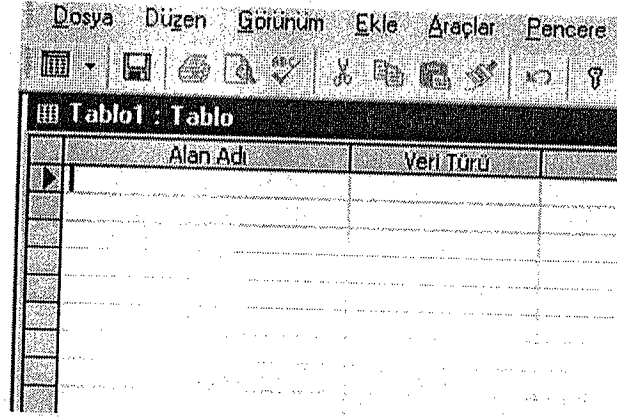 Dosya Düzen Görünüm Ekle Araçlar Pencere
Tablo1 : Tablo
Alan Adı Veri Türü